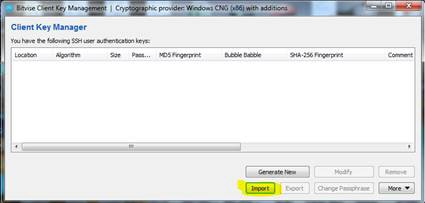 Bitvise Client Key Management | Cryptographic provider: Windows CNG (x86) with additions
Client Key Manager
You have the following SSH user authentication keys:
Location Algorithm Size Pass... MD5 Fingerprint Bubble Babble SHA-256 Fingerprint Comment
Generate New Modify Remove
Import Export Change Passphrase More